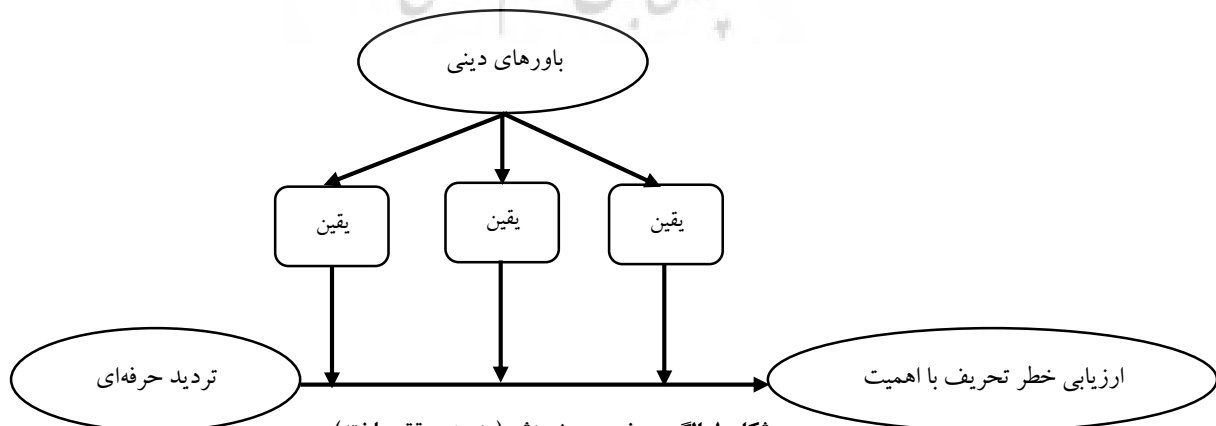 باورهای دینی
یقین
یقین
یقین
تردید حرفه‌ای
ارزیابی خطر تحریف با اهمیت